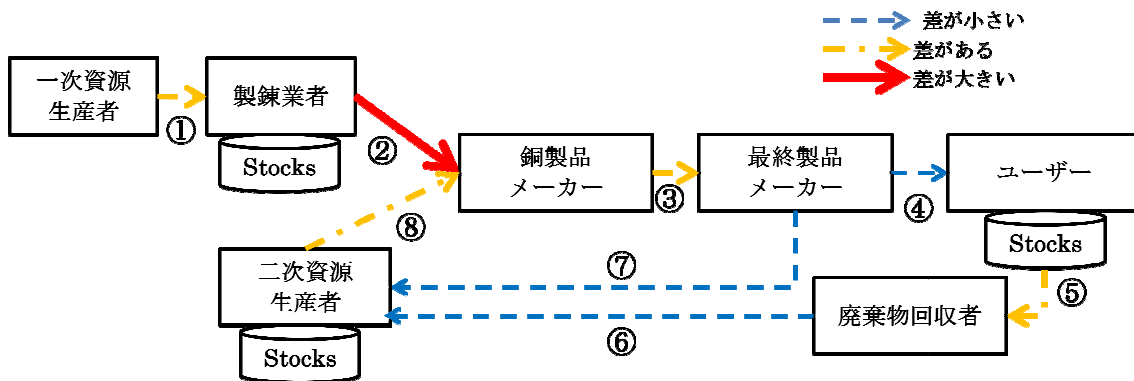 差が小さい
差がある
差が大きい
一次資源
生産者
①
製錬業者
Stocks
②
銅製品
メーカー
③
最終製品
メーカー
④
ユーザー
Stocks
⑤
⑧
二次資源
生産者
Stocks
⑦
⑥
廃棄物回収者